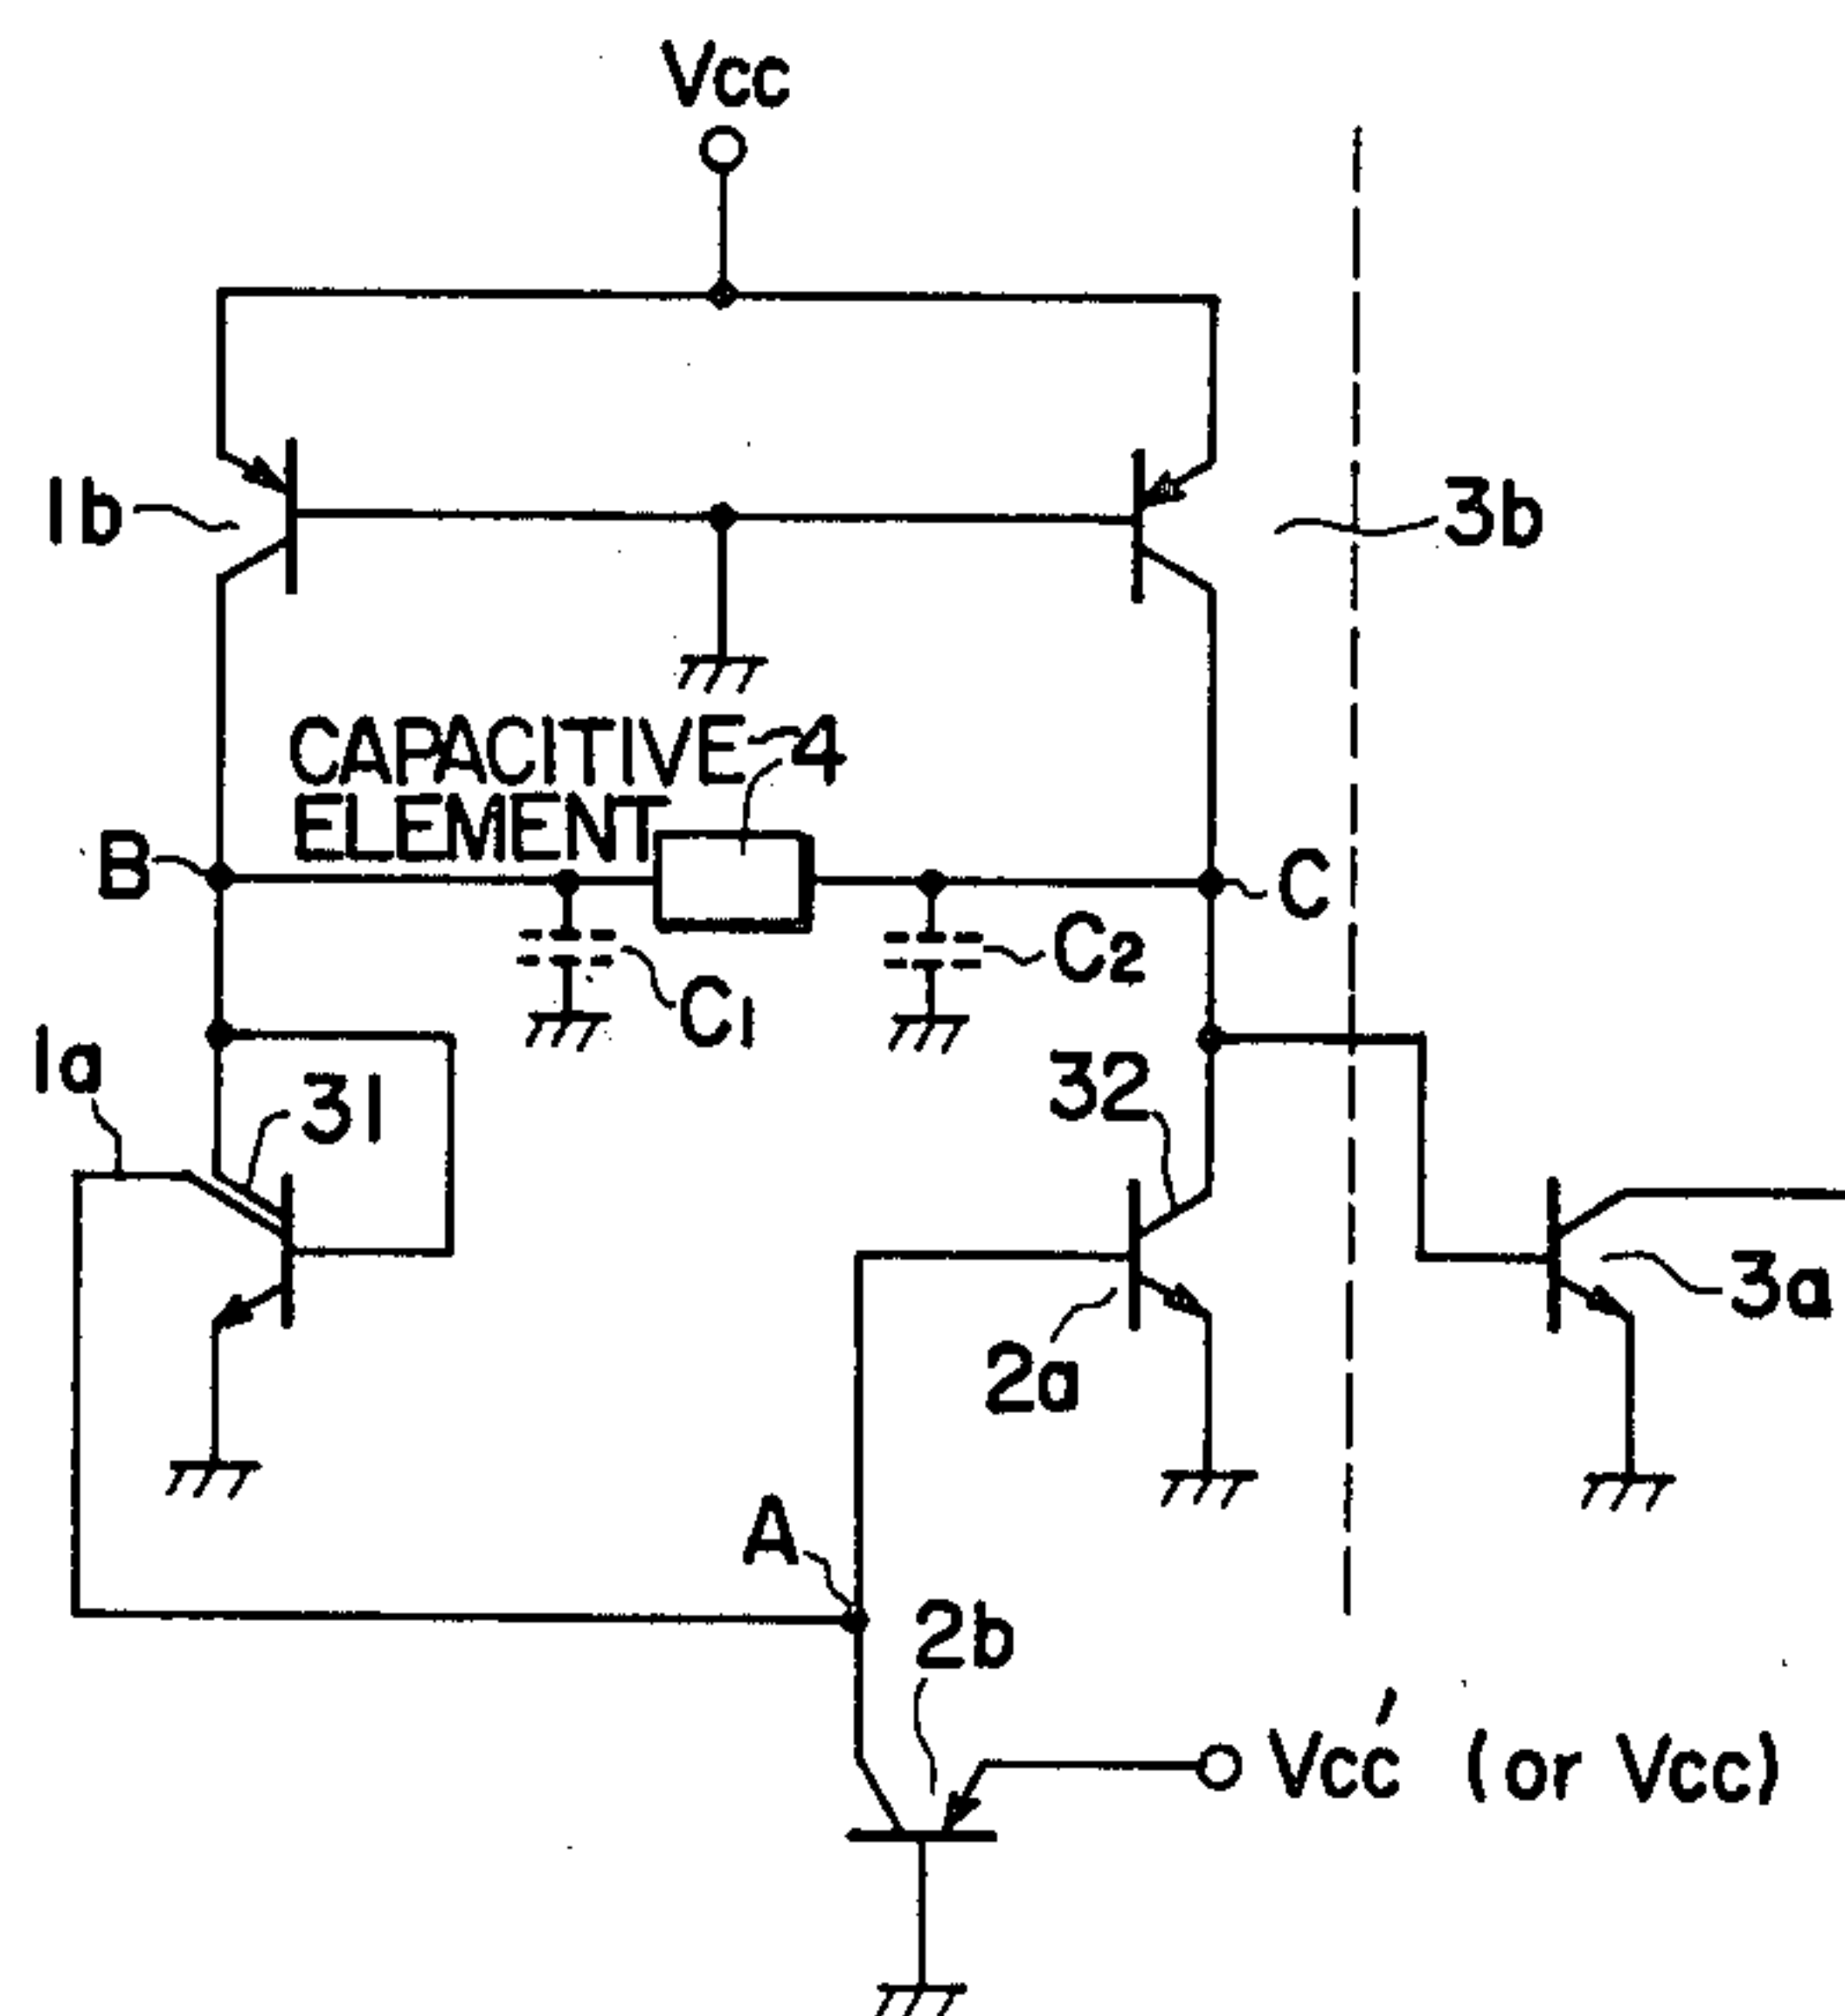 Vcc
1b
3b
CAPACITIVE 4
ELEMENT
B
C
C1
C2
1a
31
32
3a
2a
A
2b
Vcc' (or Vcc)